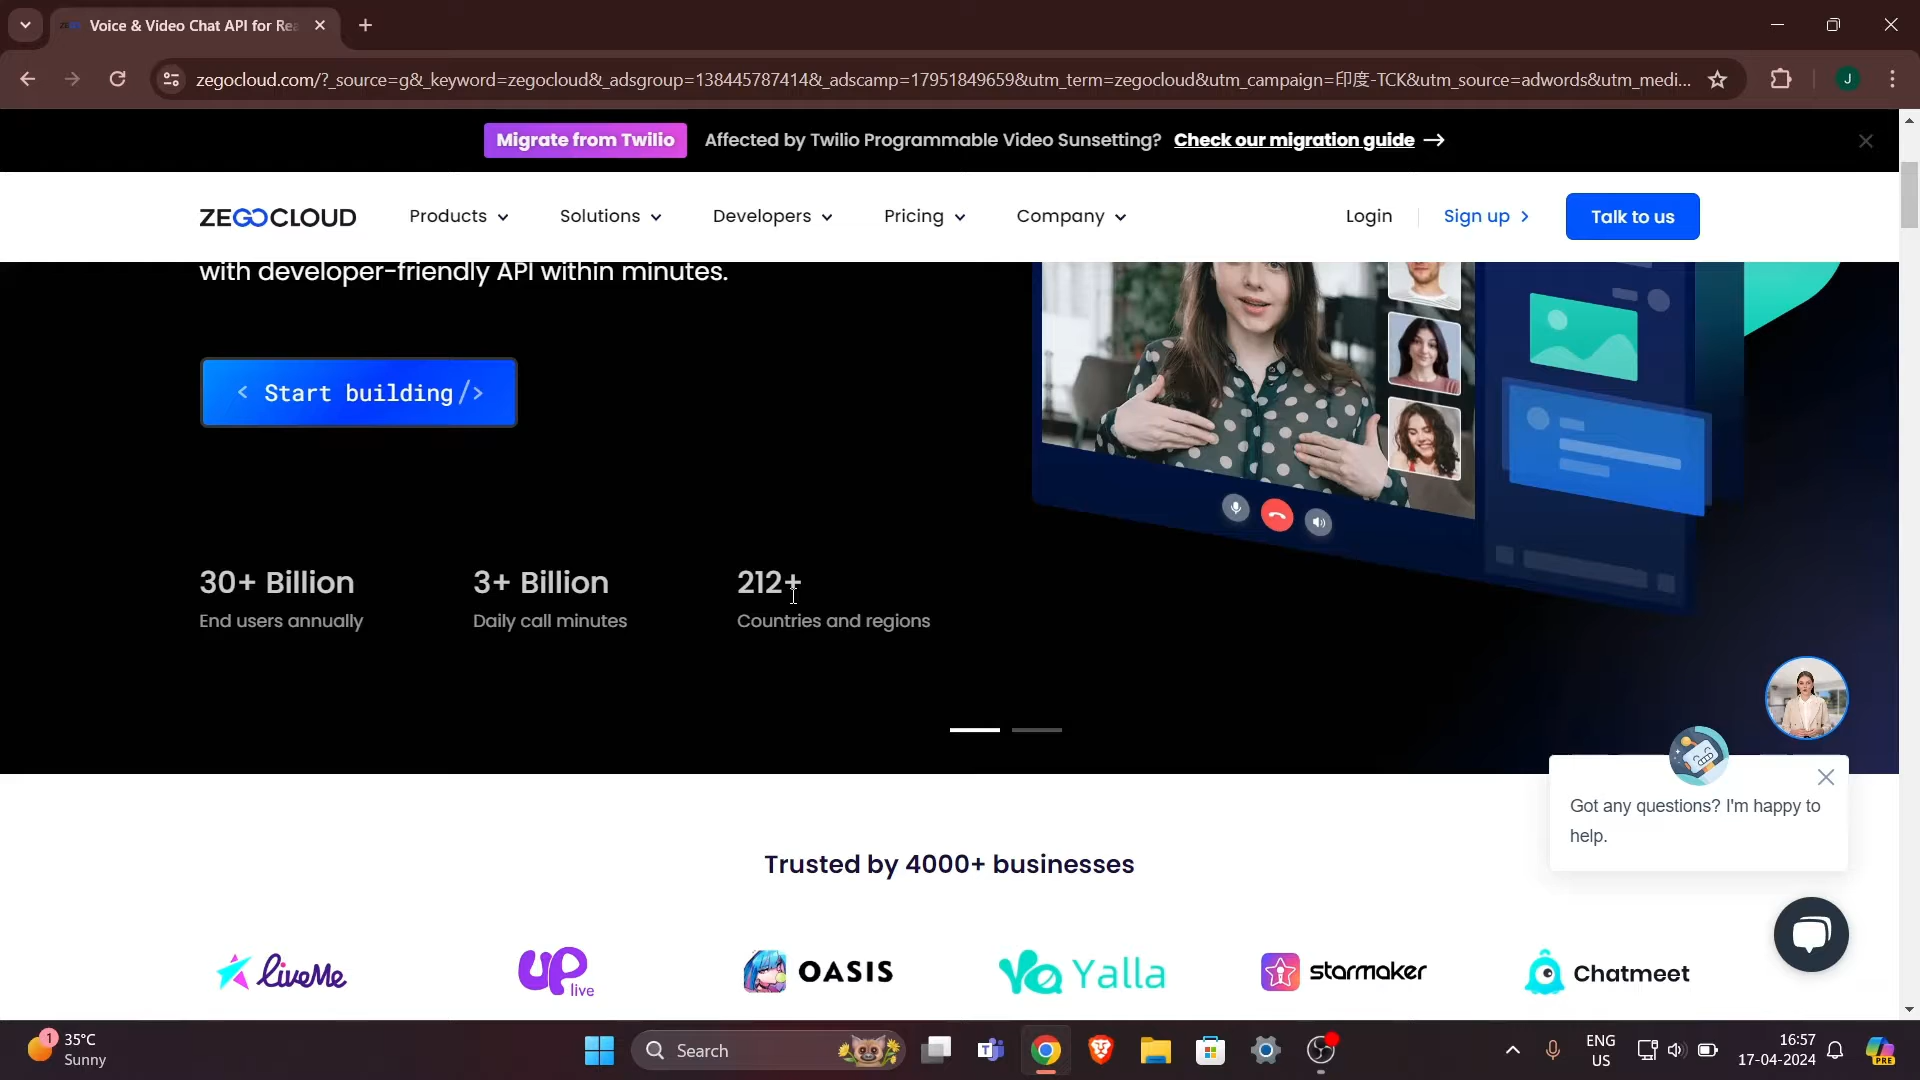 Voice & Video Chat API for Rea
zegocloud.com/?_source=g&_keyword=zegocloud&_adsgroup=138445787414&_adscamp=17951849659&utm_term=zegocloud&utm_campaign=印度-TCK&utm_source=adwords&utm_medi...
J
Migrate from Twilio Affected by Twilio Programmable Video Sunsetting? Check our migration guide →
ZEGOCLOUD Products Solutions Developers Pricing Company Login Sign up > Talk to us
with developer-friendly API within minutes.
< Start building/>
30+ Billion 3+ Billion 212+
End users annually Daily call minutes Countries and regions
Got any questions? I'm happy to
help.
Trusted by 4000+ businesses
liveMe up live OASIS Yalla starmaker Chatmeet
1 35°C
Sunny
Search
ENG
US
16:57
17-04-2024
PRE